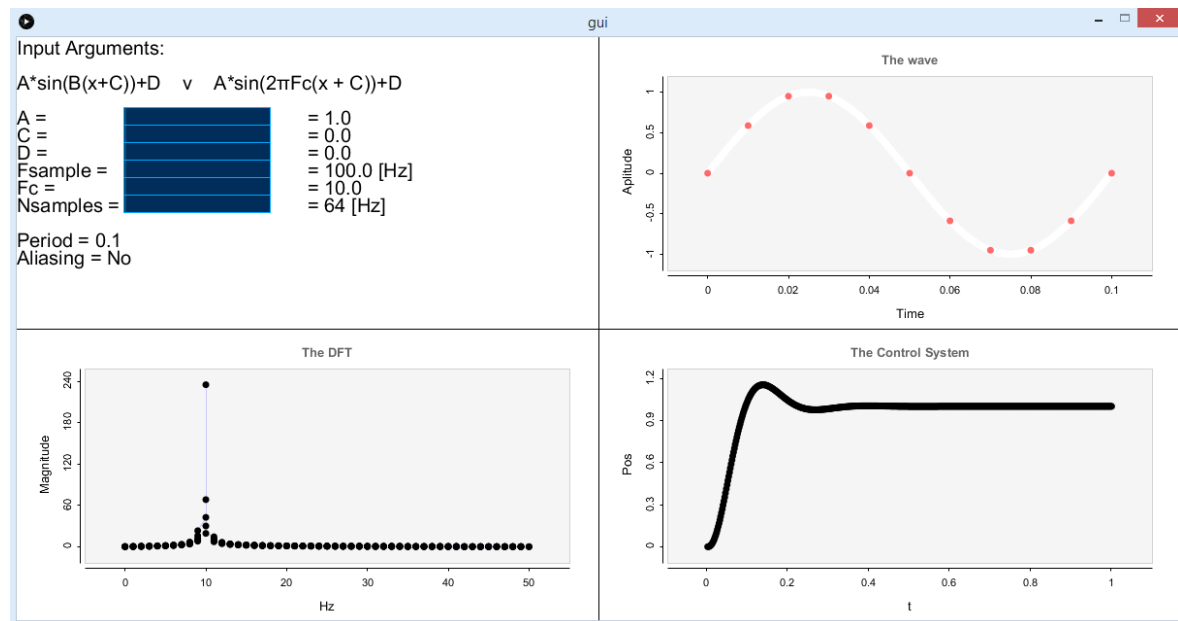 gui
Input Arguments:
A*sin(B(x+C))+D v A*sin(2πFc(x + C))+D
A = = 1.0
C = = 0.0
D = = 0.0
Fsample = = 100.0 [Hz]
Fc = = 10.0
Nsamples = = 64 [Hz]
Period = 0.1
Aliasing = No
The wave
1
0.5
0
-0.5
-1
Aplitude
0 0.02 0.04 0.06 0.08 0.1
Time
The DFT
240
180
120
60
0
Magnitude
0 10 20 30 40 50
Hz
The Control System
1.2
0.9
0.6
0.3
0
Pos
0 0.2 0.4 0.6 0.8 1
t